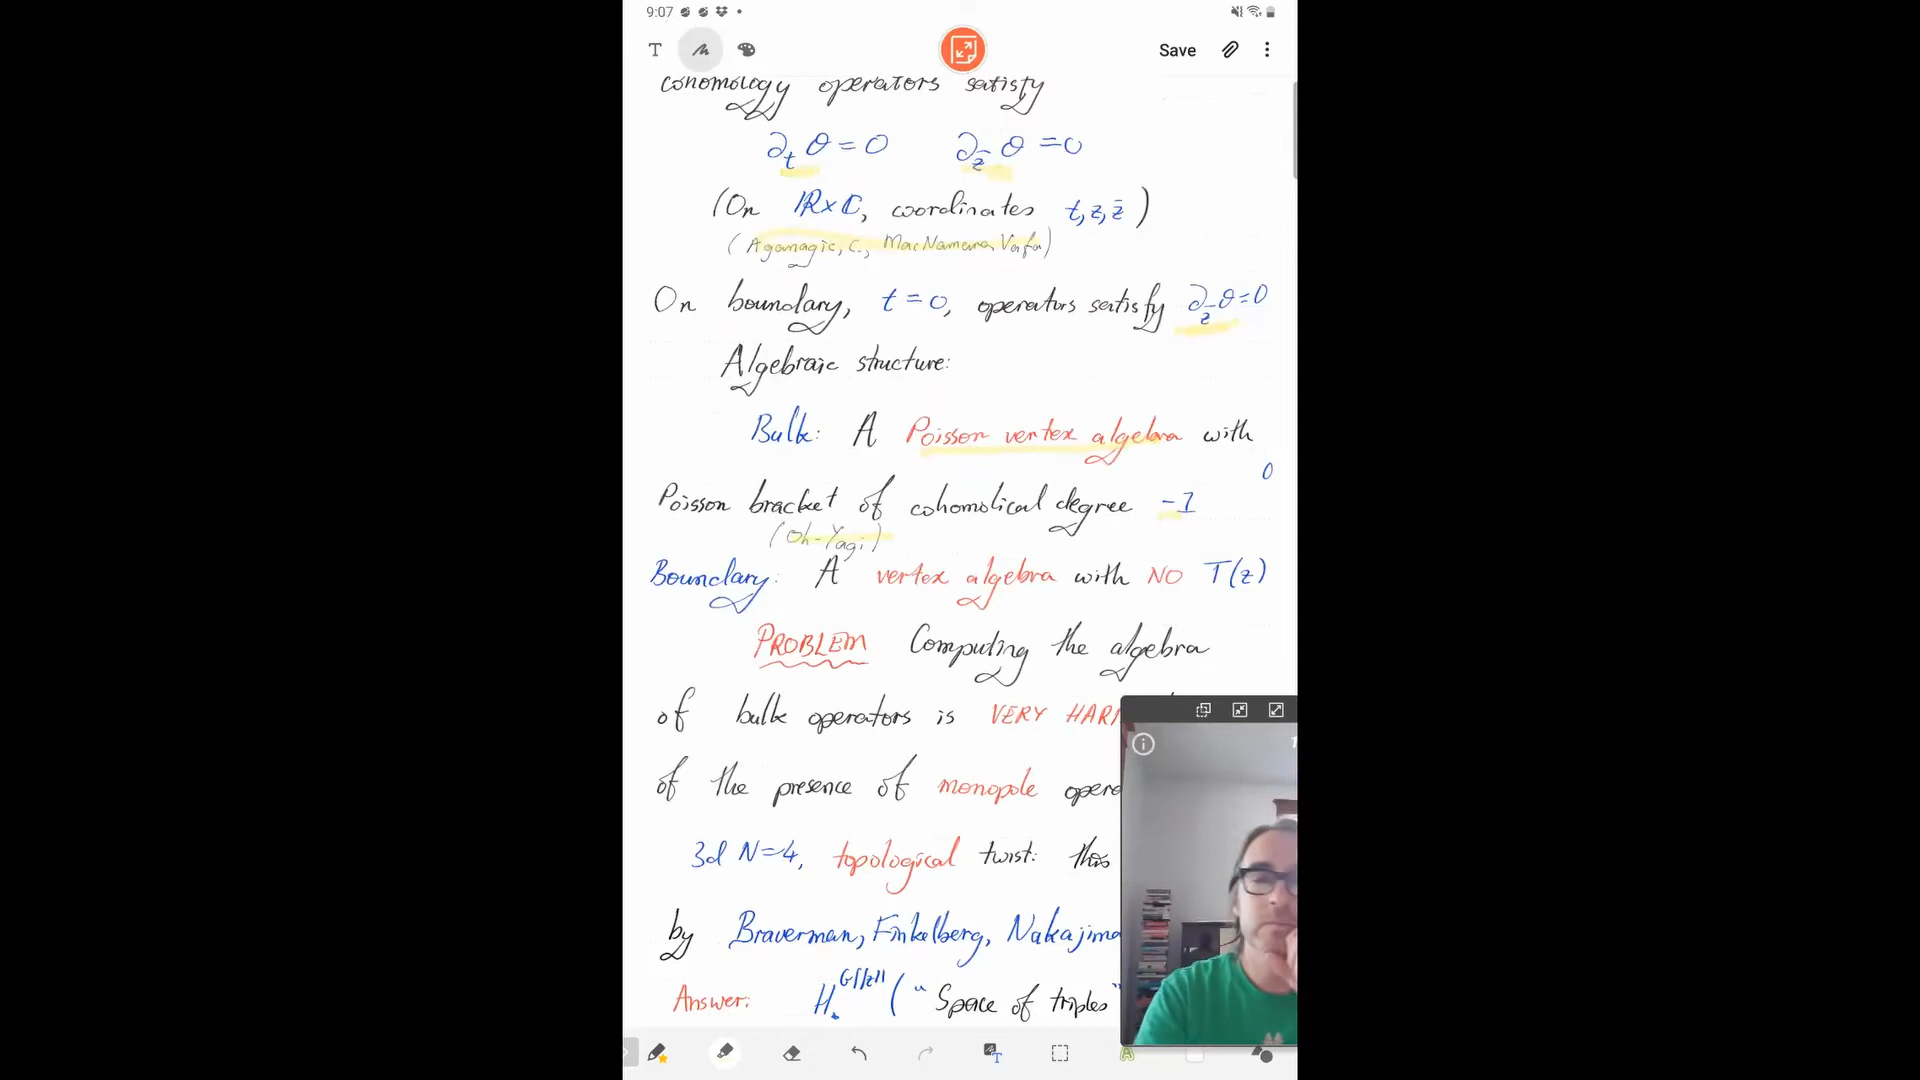 9:07
T Save
cohomology operators satisfy
∂_t O = 0 ∂_z̄ O = 0
(On ℝ×ℂ, coordinates t, z, z̄)
(Aganagic, C., MacNamara, Vafa)
On boundary, t = 0, operators satisfy ∂_z̄ O = 0
Algebraic structure:
Bulk: A Poisson vertex algebra with
0
Poisson bracket of cohomolical degree -1
(Oh-Yagi)
Boundary: A vertex algebra with NO T(z)
PROBLEM Computing the algebra
of bulk operators is VERY HARD
of the presence of monopole opera
3d N=4, topological twist: this
by Braverman, Finkelberg, Nakajima
Answer: H_•^{G[[z]]} ( "Space of triples"